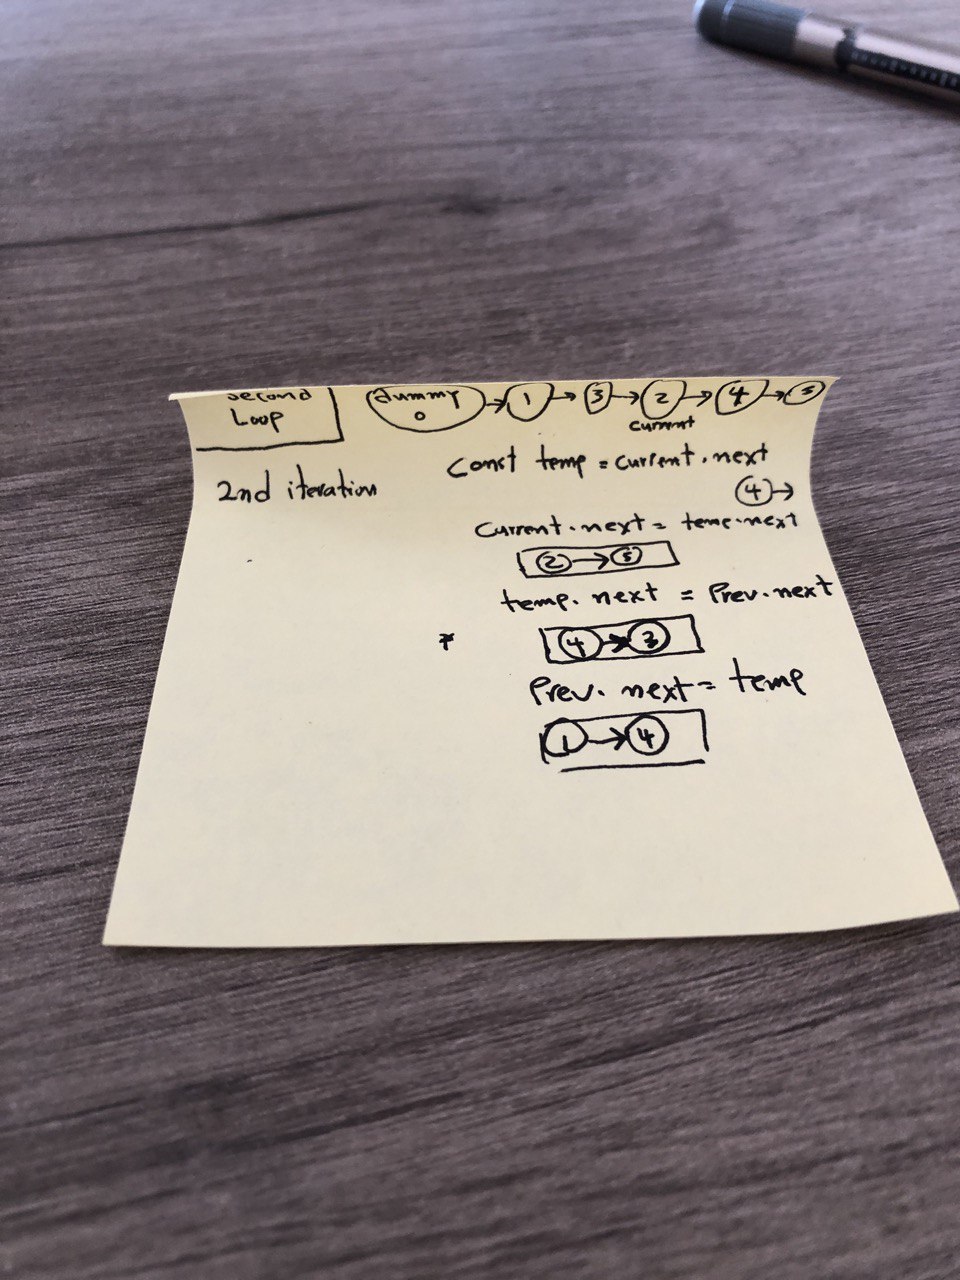 second
Loop
dummy
0 → 1 → 3 → 2 → 4 → 5
current
2nd iteration
const temp = current.next
4 →
current.next = temp.next
2 → 5
temp.next = Prev.next
* 4 → 3
Prev.next = temp
1 → 4